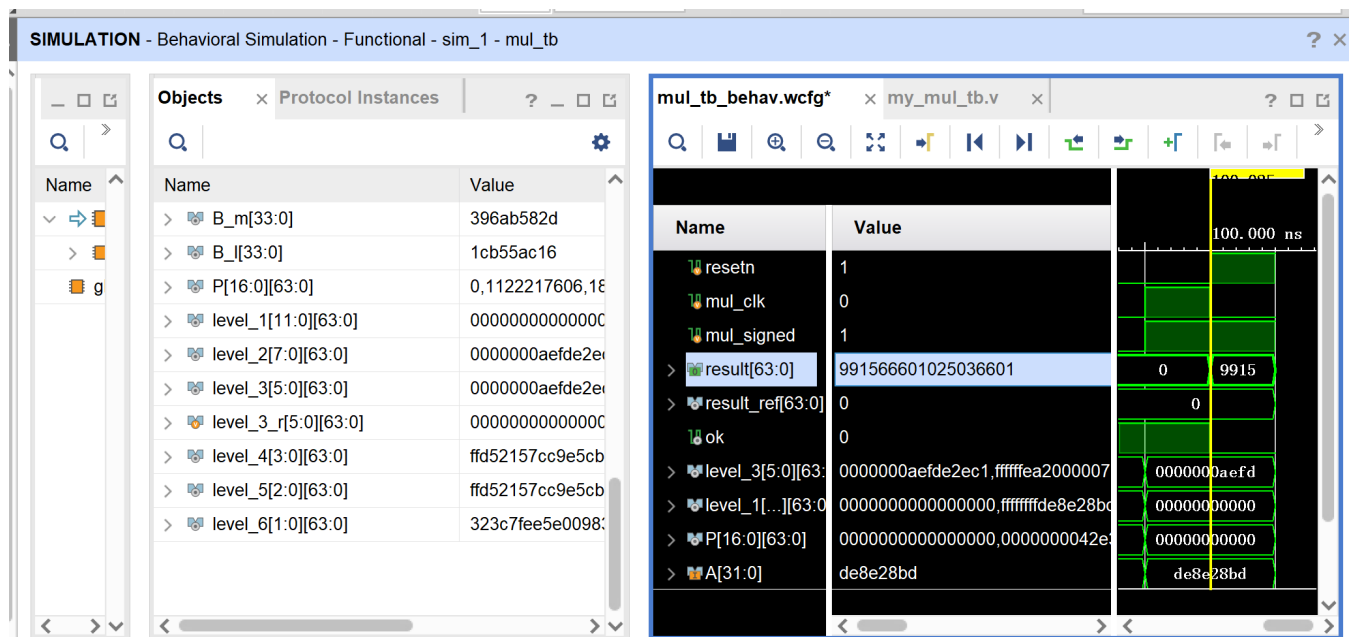 SIMULATION - Behavioral Simulation - Functional - sim_1 - mul_tb
Objects
Protocol Instances
mul_tb_behav.wcfg*
my_mul_tb.v
Name
Name Value
B_m[33:0] 396ab582d
B_l[33:0] 1cb55ac16
P[16:0][63:0] 0,1122217606,18
level_1[11:0][63:0] 00000000000000
level_2[7:0][63:0] 0000000aefde2e
level_3[5:0][63:0] 0000000aefde2e
level_3_r[5:0][63:0] 00000000000000
level_4[3:0][63:0] ffd52157cc9e5cb
level_5[2:0][63:0] ffd52157cc9e5cb
level_6[1:0][63:0] 323c7fee5e0098
g
Name Value
100.000 ns
resetn 1
mul_clk 0
mul_signed 1
result[63:0] 991566601025036601 0 9915
result_ref[63:0] 0 0
ok 0
level_3[5:0][63: 0000000aefde2ec1,ffffffea2000007 0000000aefd
level_1[...][63:0 0000000000000000,ffffffffde8e28bd 00000000000
P[16:0][63:0] 0000000000000000,0000000042e 00000000000
A[31:0] de8e28bd de8e28bd